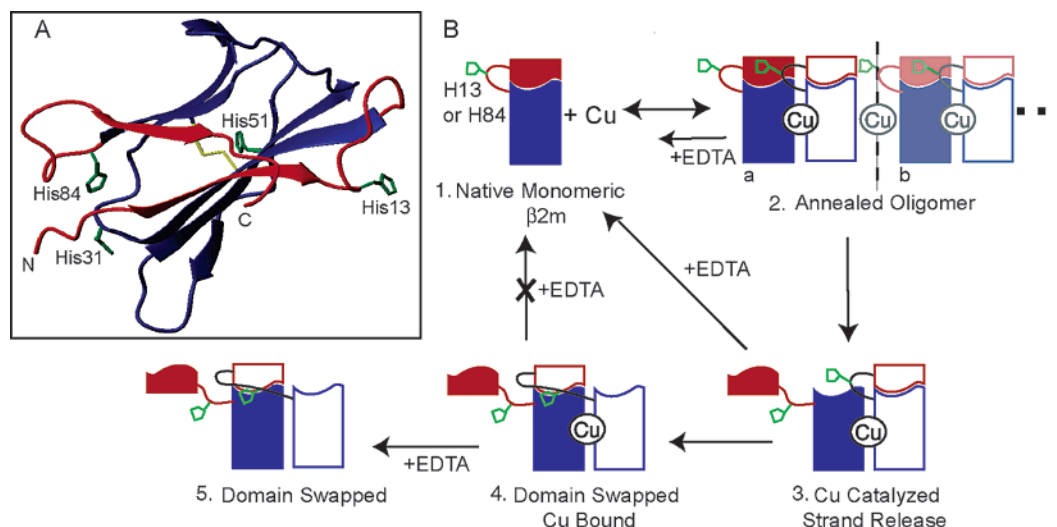 A
His51
His84
His13
His31
N
C
B
H13
or H84
+ Cu
Cu
Cu
Cu
+EDTA
a
b
1. Native Monomeric
β2m
2. Annealed Oligomer
+EDTA
+EDTA
Cu
Cu
+EDTA
5. Domain Swapped
4. Domain Swapped
Cu Bound
3. Cu Catalyzed
Strand Release